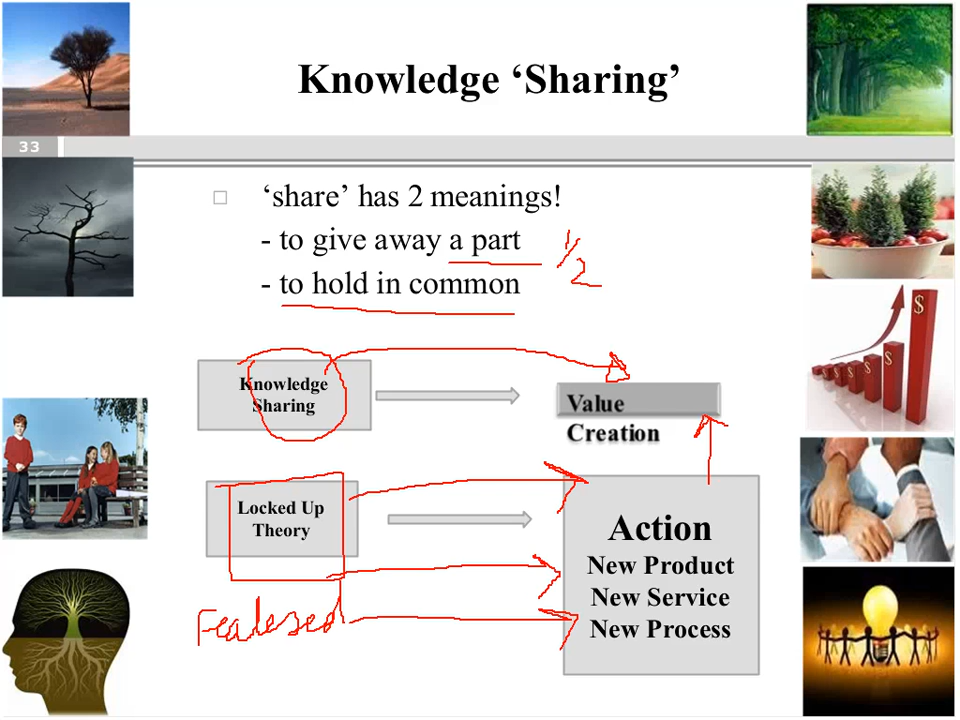 Knowledge ‘Sharing’
33
‘share’ has 2 meanings!
- to give away a part
1/2
- to hold in common
Knowledge
Sharing
Value
Creation
Locked Up
Theory
Action
New Product
New Service
New Process
$
$
$
$
$
$